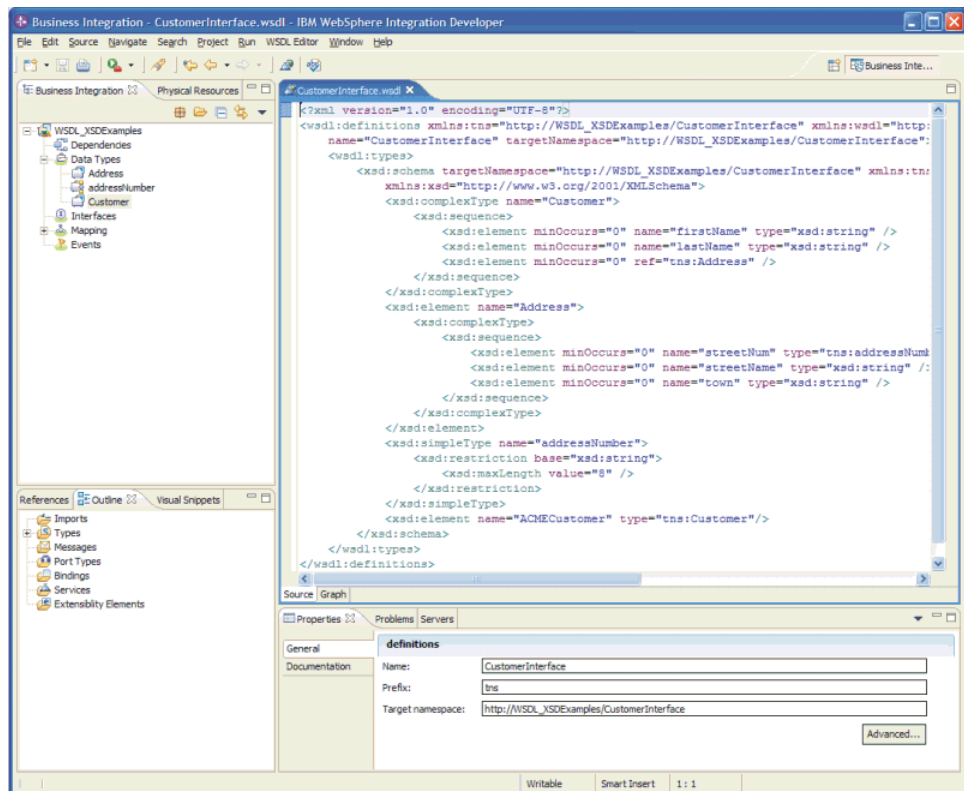 Business Integration - CustomerInterface.wsdl - IBM WebSphere Integration Developer
File Edit Source Navigate Search Project Run WSDL Editor Window Help
Business Inte...
Business Integration Physical Resources
WSDL_XSDExamples
Dependencies
Data Types
Address
addressNumber
Customer
Interfaces
Mapping
Events
CustomerInterface.wsdl
<?xml version="1.0" encoding="UTF-8"?>
<wsdl:definitions xmlns:tns="http://WSDL_XSDExamples/CustomerInterface" xmlns:wsdl="http:
name="CustomerInterface" targetNamespace="http://WSDL_XSDExamples/CustomerInterface"
<wsdl:types>
<xsd:schema targetNamespace="http://WSDL_XSDExamples/CustomerInterface" xmlns:tns
xmlns:xsd="http://www.w3.org/2001/XMLSchema">
<xsd:complexType name="Customer">
<xsd:sequence>
<xsd:element minOccurs="0" name="firstName" type="xsd:string" />
<xsd:element minOccurs="0" name="lastName" type="xsd:string" />
<xsd:element minOccurs="0" ref="tns:Address" />
</xsd:sequence>
</xsd:complexType>
<xsd:element name="Address">
<xsd:complexType>
<xsd:sequence>
<xsd:element minOccurs="0" name="streetNum" type="tns:addressNumb
<xsd:element minOccurs="0" name="streetName" type="xsd:string" />
<xsd:element minOccurs="0" name="town" type="xsd:string" />
</xsd:sequence>
</xsd:complexType>
</xsd:element>
<xsd:simpleType name="addressNumber">
<xsd:restriction base="xsd:string">
<xsd:maxLength value="8" />
</xsd:restriction>
</xsd:simpleType>
<xsd:element name="ACMECustomer" type="tns:Customer"/>
</xsd:schema>
</wsdl:types>
</wsdl:definitions>
Source Graph
References Outline Visual Snippets
Imports
Types
Messages
Port Types
Bindings
Services
Extensiblity Elements
Properties Problems Servers
General
Documentation
definitions
Name: CustomerInterface
Prefix: tns
Target namespace: http://WSDL_XSDExamples/CustomerInterface
Advanced...
Writable Smart Insert 1 : 1